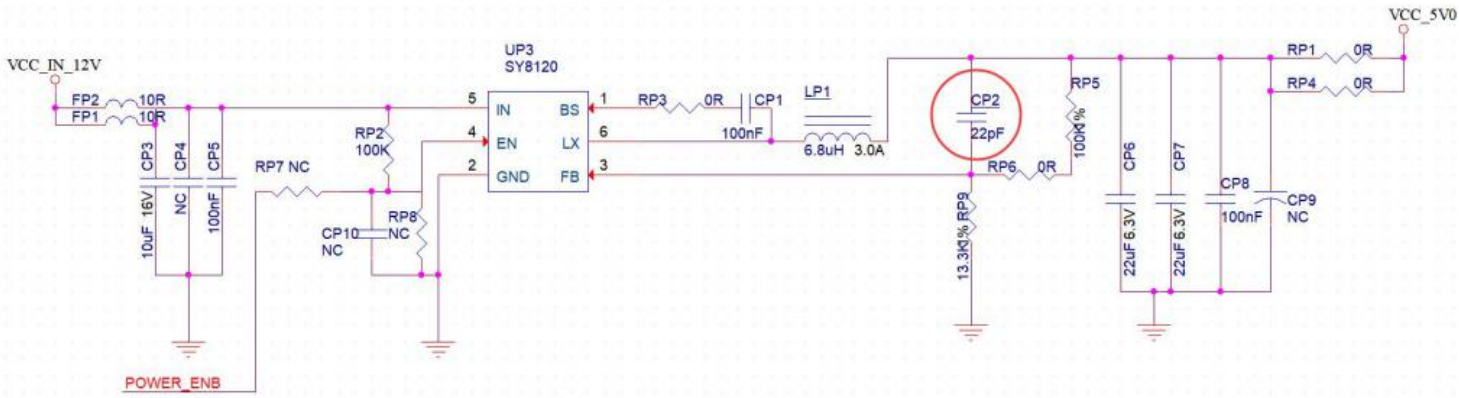 VCC_5V0
UP3
SY8120
VCC_IN_12V
FP2 10R
FP1 10R
RP1 0R
RP4 0R
RP5
100K1%
5 IN BS 1
4 EN LX 6
2 GND FB 3
RP3 0R
CP1
100nF
LP1
6.8uH 3.0A
CP2
22pF
RP2
100K
RP7 NC
RP6 0R
CP3
10uF 16V
CP4
NC
CP5
100nF
CP10
NC
RP8
NC
RP9
13.3K1%
CP6
22uF 6.3V
CP7
22uF 6.3V
CP8
100nF
CP9
NC
POWER_ENB